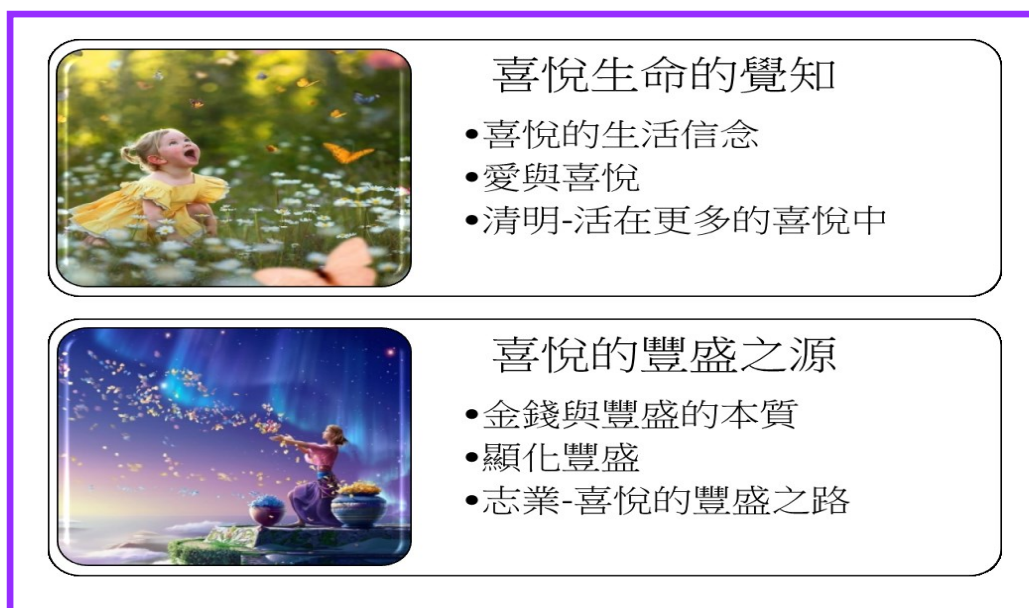 喜悅生命的覺知
•喜悅的生活信念
•愛與喜悅
•清明-活在更多的喜悅中
喜悅的豐盛之源
•金錢與豐盛的本質
•顯化豐盛
•志業-喜悅的豐盛之路